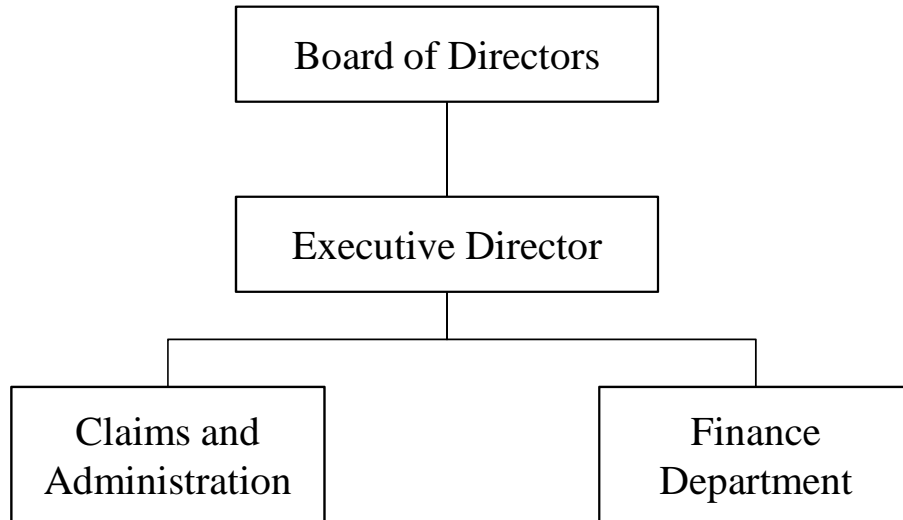 Board of Directors
Executive Director
Claims and
Administration
Finance
Department